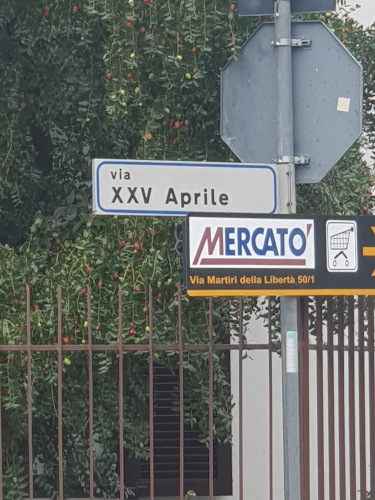 via
XXV Aprile
MERCATO'
Via Martiri della Libertà 50/1